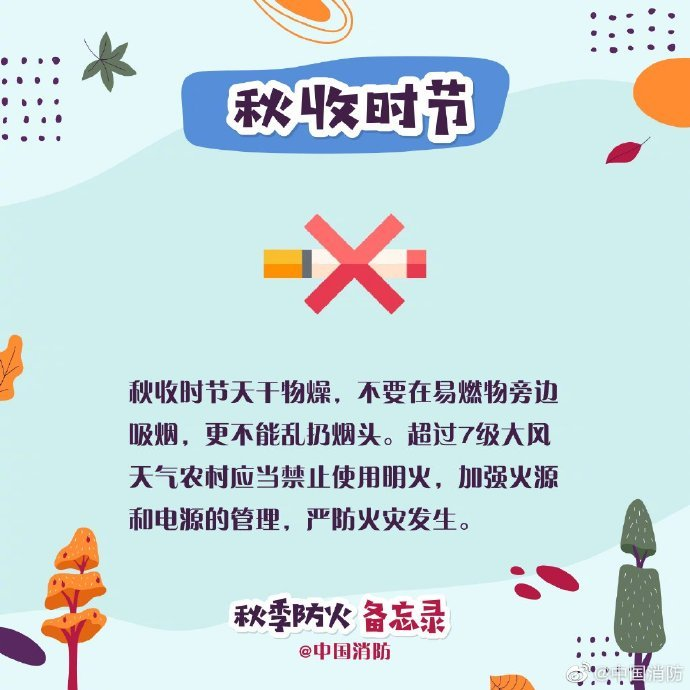 秋收时节
秋收时节天干物燥，不要在易燃物旁边
吸烟，更不能乱扔烟头。超过7级大风
天气农村应当禁止使用明火，加强火源
和电源的管理，严防火灾发生。
秋季防火 备忘录
@中国消防
@中国消防